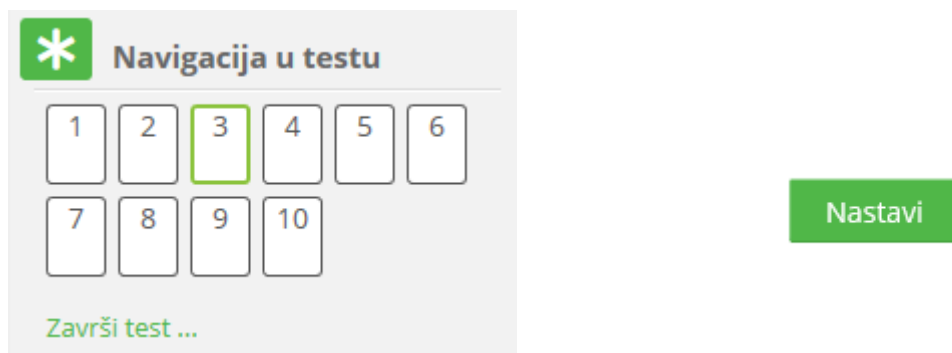 Navigacija u testu
1 2 3 4 5 6
7 8 9 10
Nastavi
Završi test ...